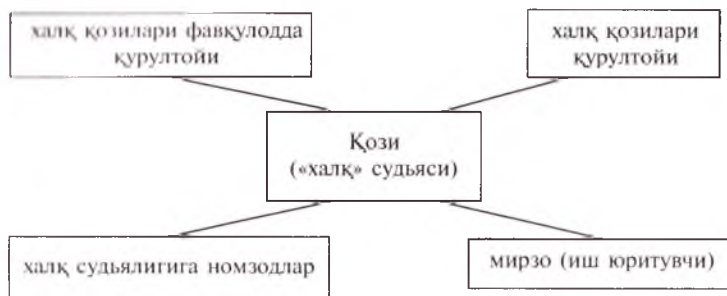 халқ қозилари фавқулодда
қурултойи
халқ қозилари
қурултойи
Қози
(«халқ» судьяси)
халқ судьялигига номзодлар
мирзо (иш юритувчи)